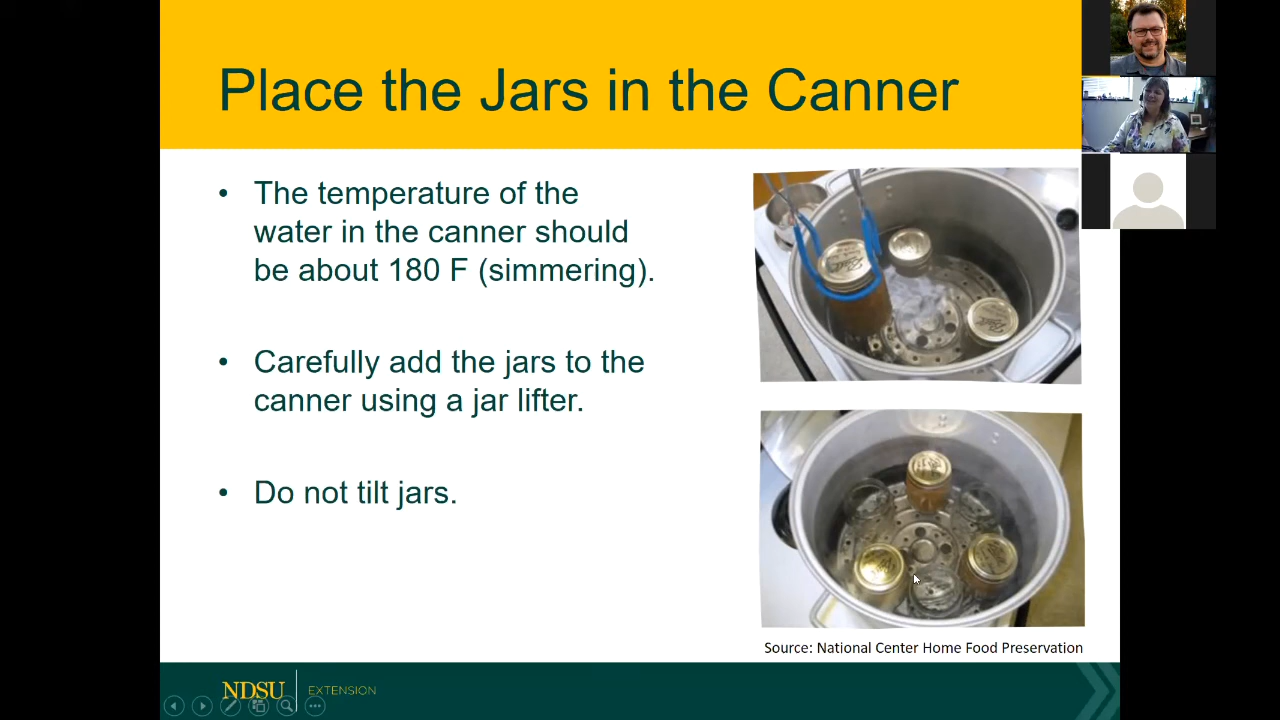 Place the Jars in the Canner
• The temperature of the
water in the canner should
be about 180 F (simmering).
• Carefully add the jars to the
canner using a jar lifter.
• Do not tilt jars.
Source: National Center Home Food Preservation
NDSU EXTENSION